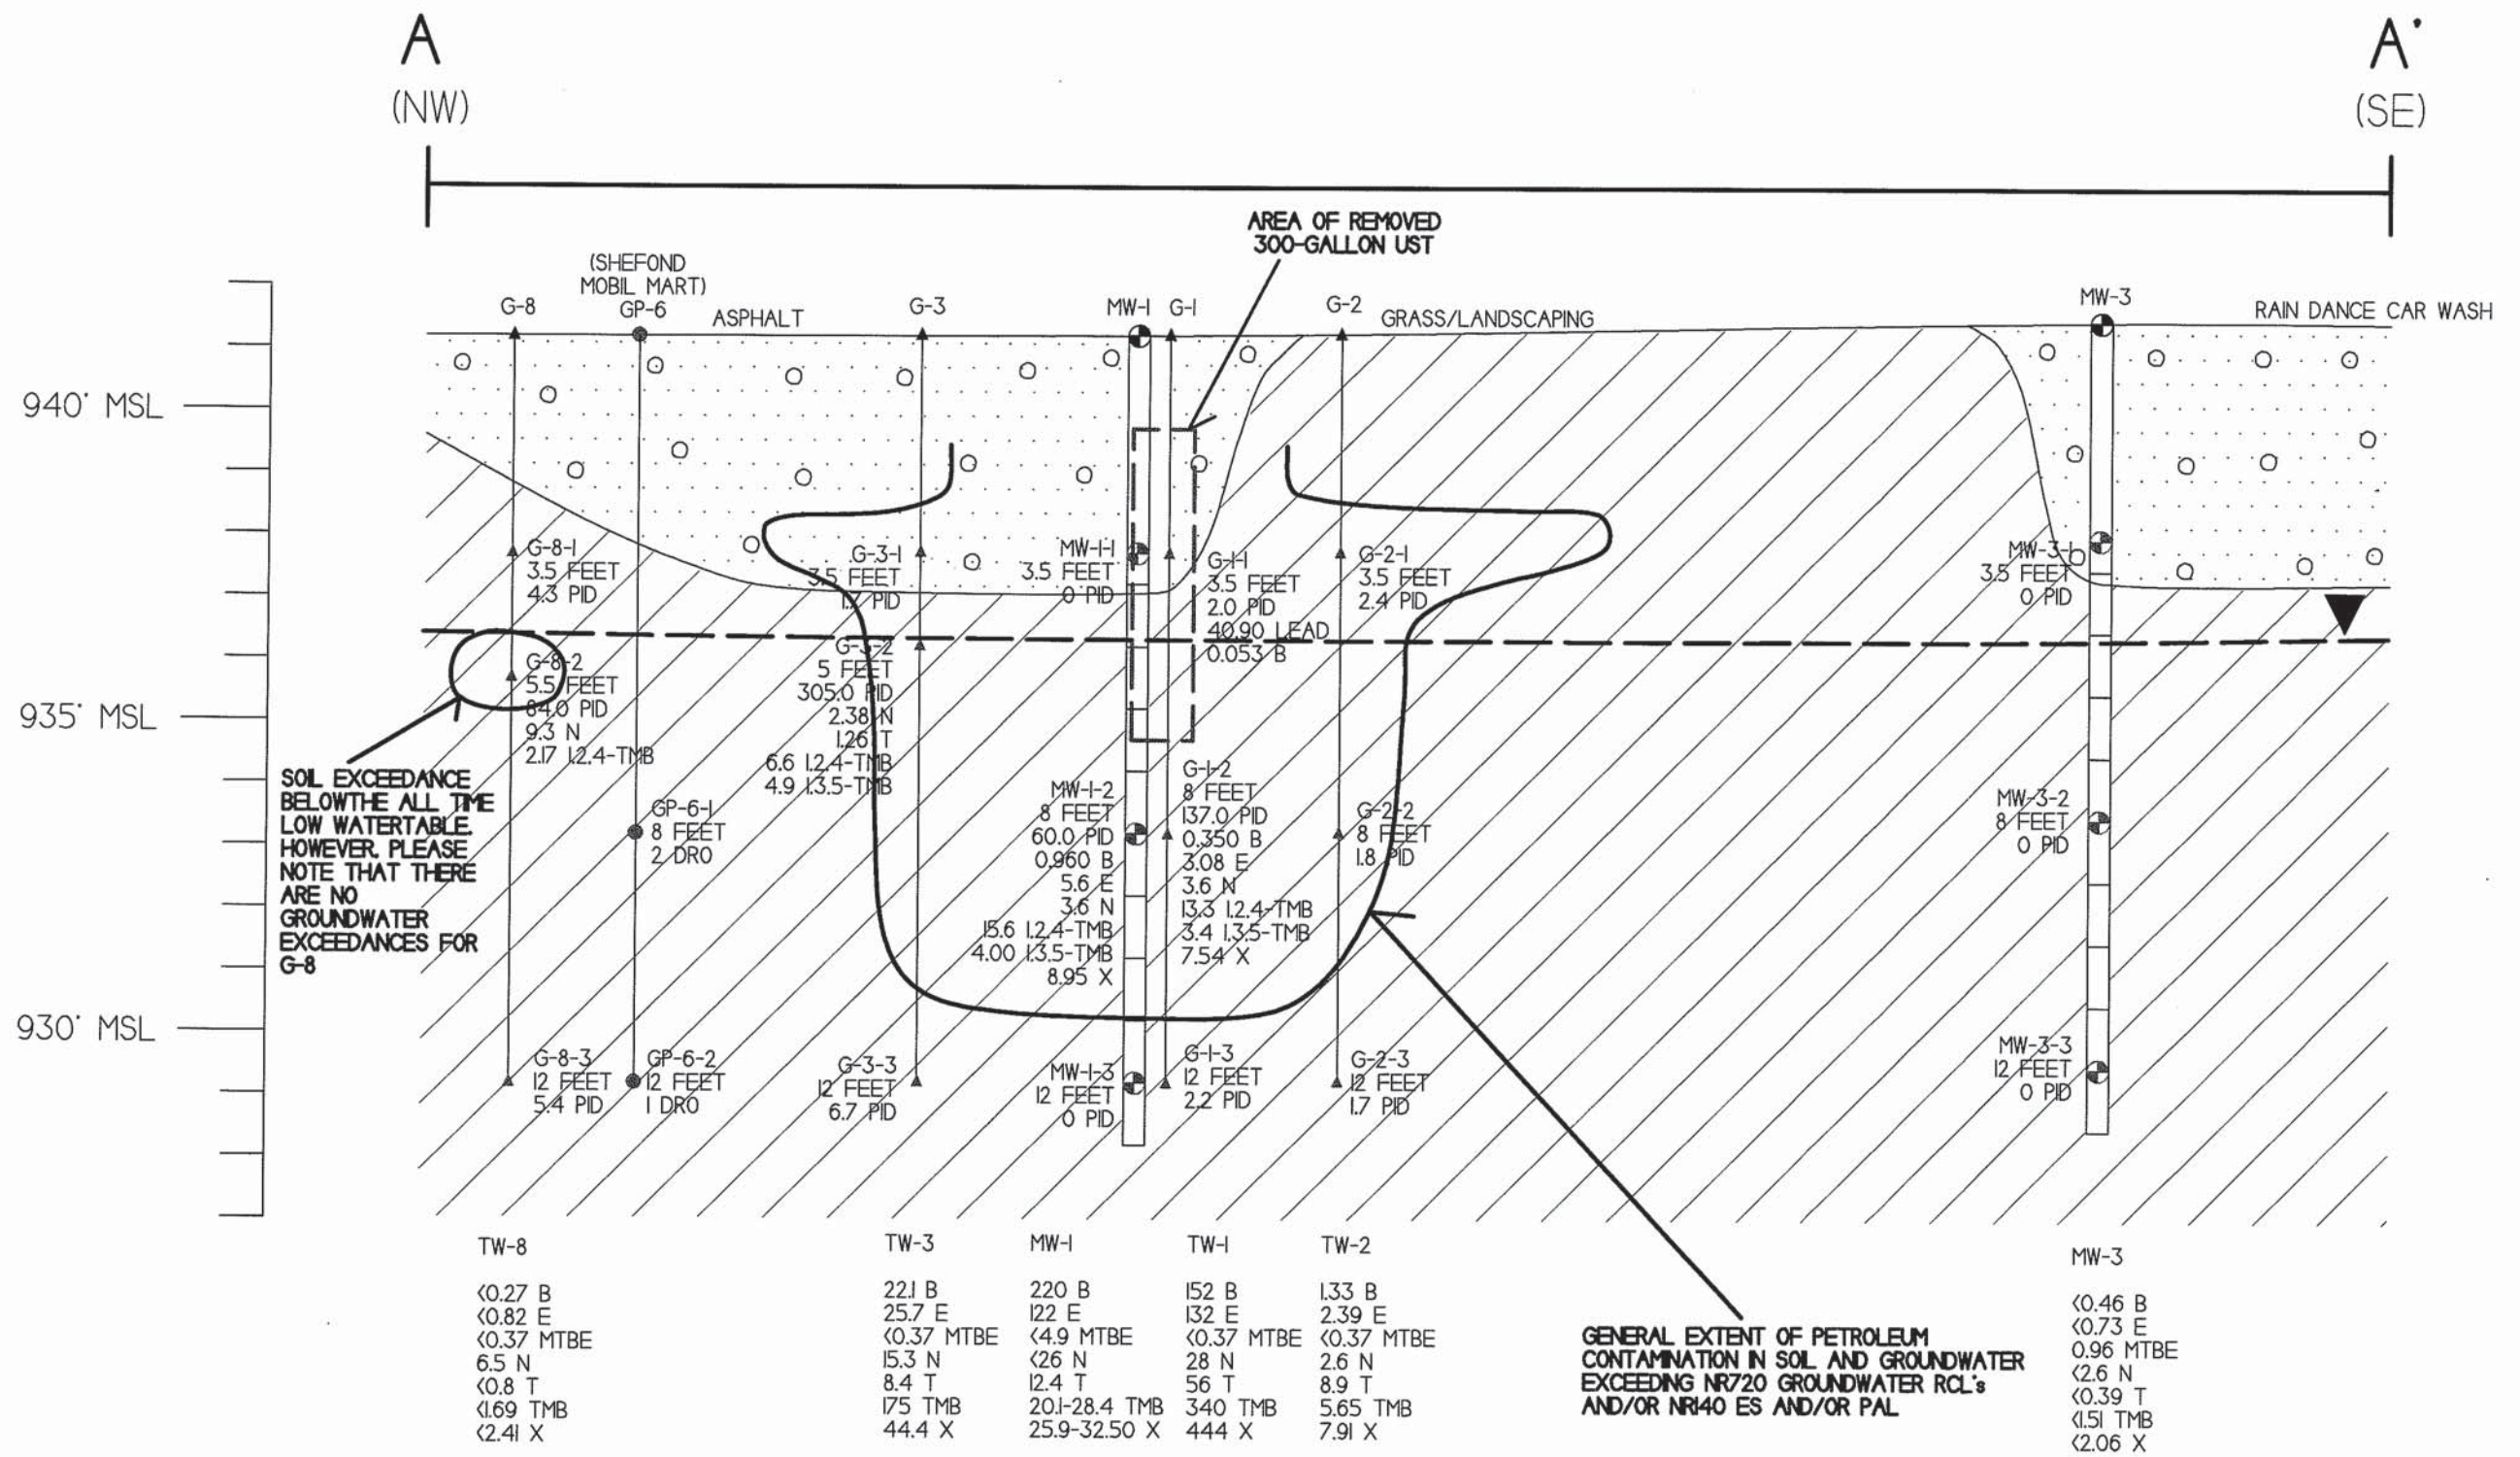 A
(NW)
A'
(SE)
AREA OF REMOVED
300-GALLON UST
(SHEFOND
MOBIL MART)
G-8
GP-6
ASPHALT
G-3
MW-1
G-1
G-2
GRASS/LANDSCAPING
MW-3
RAIN DANCE CAR WASH
940' MSL
935' MSL
930' MSL
G-8-1
3.5 FEET
4.3 PID
G-3-1
3.5 FEET
1.7 PID
MW-1-1
3.5 FEET
0 PID
G-1-1
3.5 FEET
2.0 PID
40.90 LEAD
0.053 B
G-2-1
3.5 FEET
2.4 PID
MW-3-1
3.5 FEET
0 PID
G-8-2
5.5 FEET
84.0 PID
9.3 N
2.17 1,2,4-TMB
G-3-2
5 FEET
305.0 PID
2.38 N
1.26 T
6.6 1,2,4-TMB
4.9 1,3,5-TMB
SOIL EXCEEDANCE
BELOWTHE ALL TIME
LOW WATERTABLE.
HOWEVER, PLEASE
NOTE THAT THERE
ARE NO
GROUNDWATER
EXCEEDANCES FOR
G-8
GP-6-1
8 FEET
2 DRO
MW-1-2
8 FEET
60.0 PID
0.960 B
5.6 E
3.6 N
15.6 1,2,4-TMB
4.00 1,3,5-TMB
8.95 X
G-1-2
8 FEET
137.0 PID
0.350 B
3.08 E
3.6 N
13.3 1,2,4-TMB
3.4 1,3,5-TMB
7.54 X
G-2-2
8 FEET
1.8 PID
MW-3-2
8 FEET
0 PID
G-8-3
12 FEET
5.4 PID
GP-6-2
12 FEET
1 DRO
G-3-3
12 FEET
6.7 PID
MW-1-3
12 FEET
0 PID
G-1-3
12 FEET
2.2 PID
G-2-3
12 FEET
1.7 PID
MW-3-3
12 FEET
0 PID
TW-8
<0.27 B
<0.82 E
<0.37 MTBE
6.5 N
<0.8 T
<1.69 TMB
<2.41 X
TW-3
22.1 B
25.7 E
<0.37 MTBE
15.3 N
8.4 T
175 TMB
44.4 X
MW-1
220 B
122 E
<4.9 MTBE
<26 N
12.4 T
20.1-28.4 TMB
25.9-32.50 X
TW-1
152 B
132 E
<0.37 MTBE
28 N
56 T
340 TMB
444 X
TW-2
1.33 B
2.39 E
<0.37 MTBE
2.6 N
8.9 T
5.65 TMB
7.91 X
GENERAL EXTENT OF PETROLEUM
CONTAMINATION IN SOIL AND GROUNDWATER
EXCEEDING NR720 GROUNDWATER RCL's
AND/OR NR140 ES AND/OR PAL
MW-3
<0.46 B
<0.73 E
0.96 MTBE
<2.6 N
<0.39 T
<1.51 TMB
<2.06 X